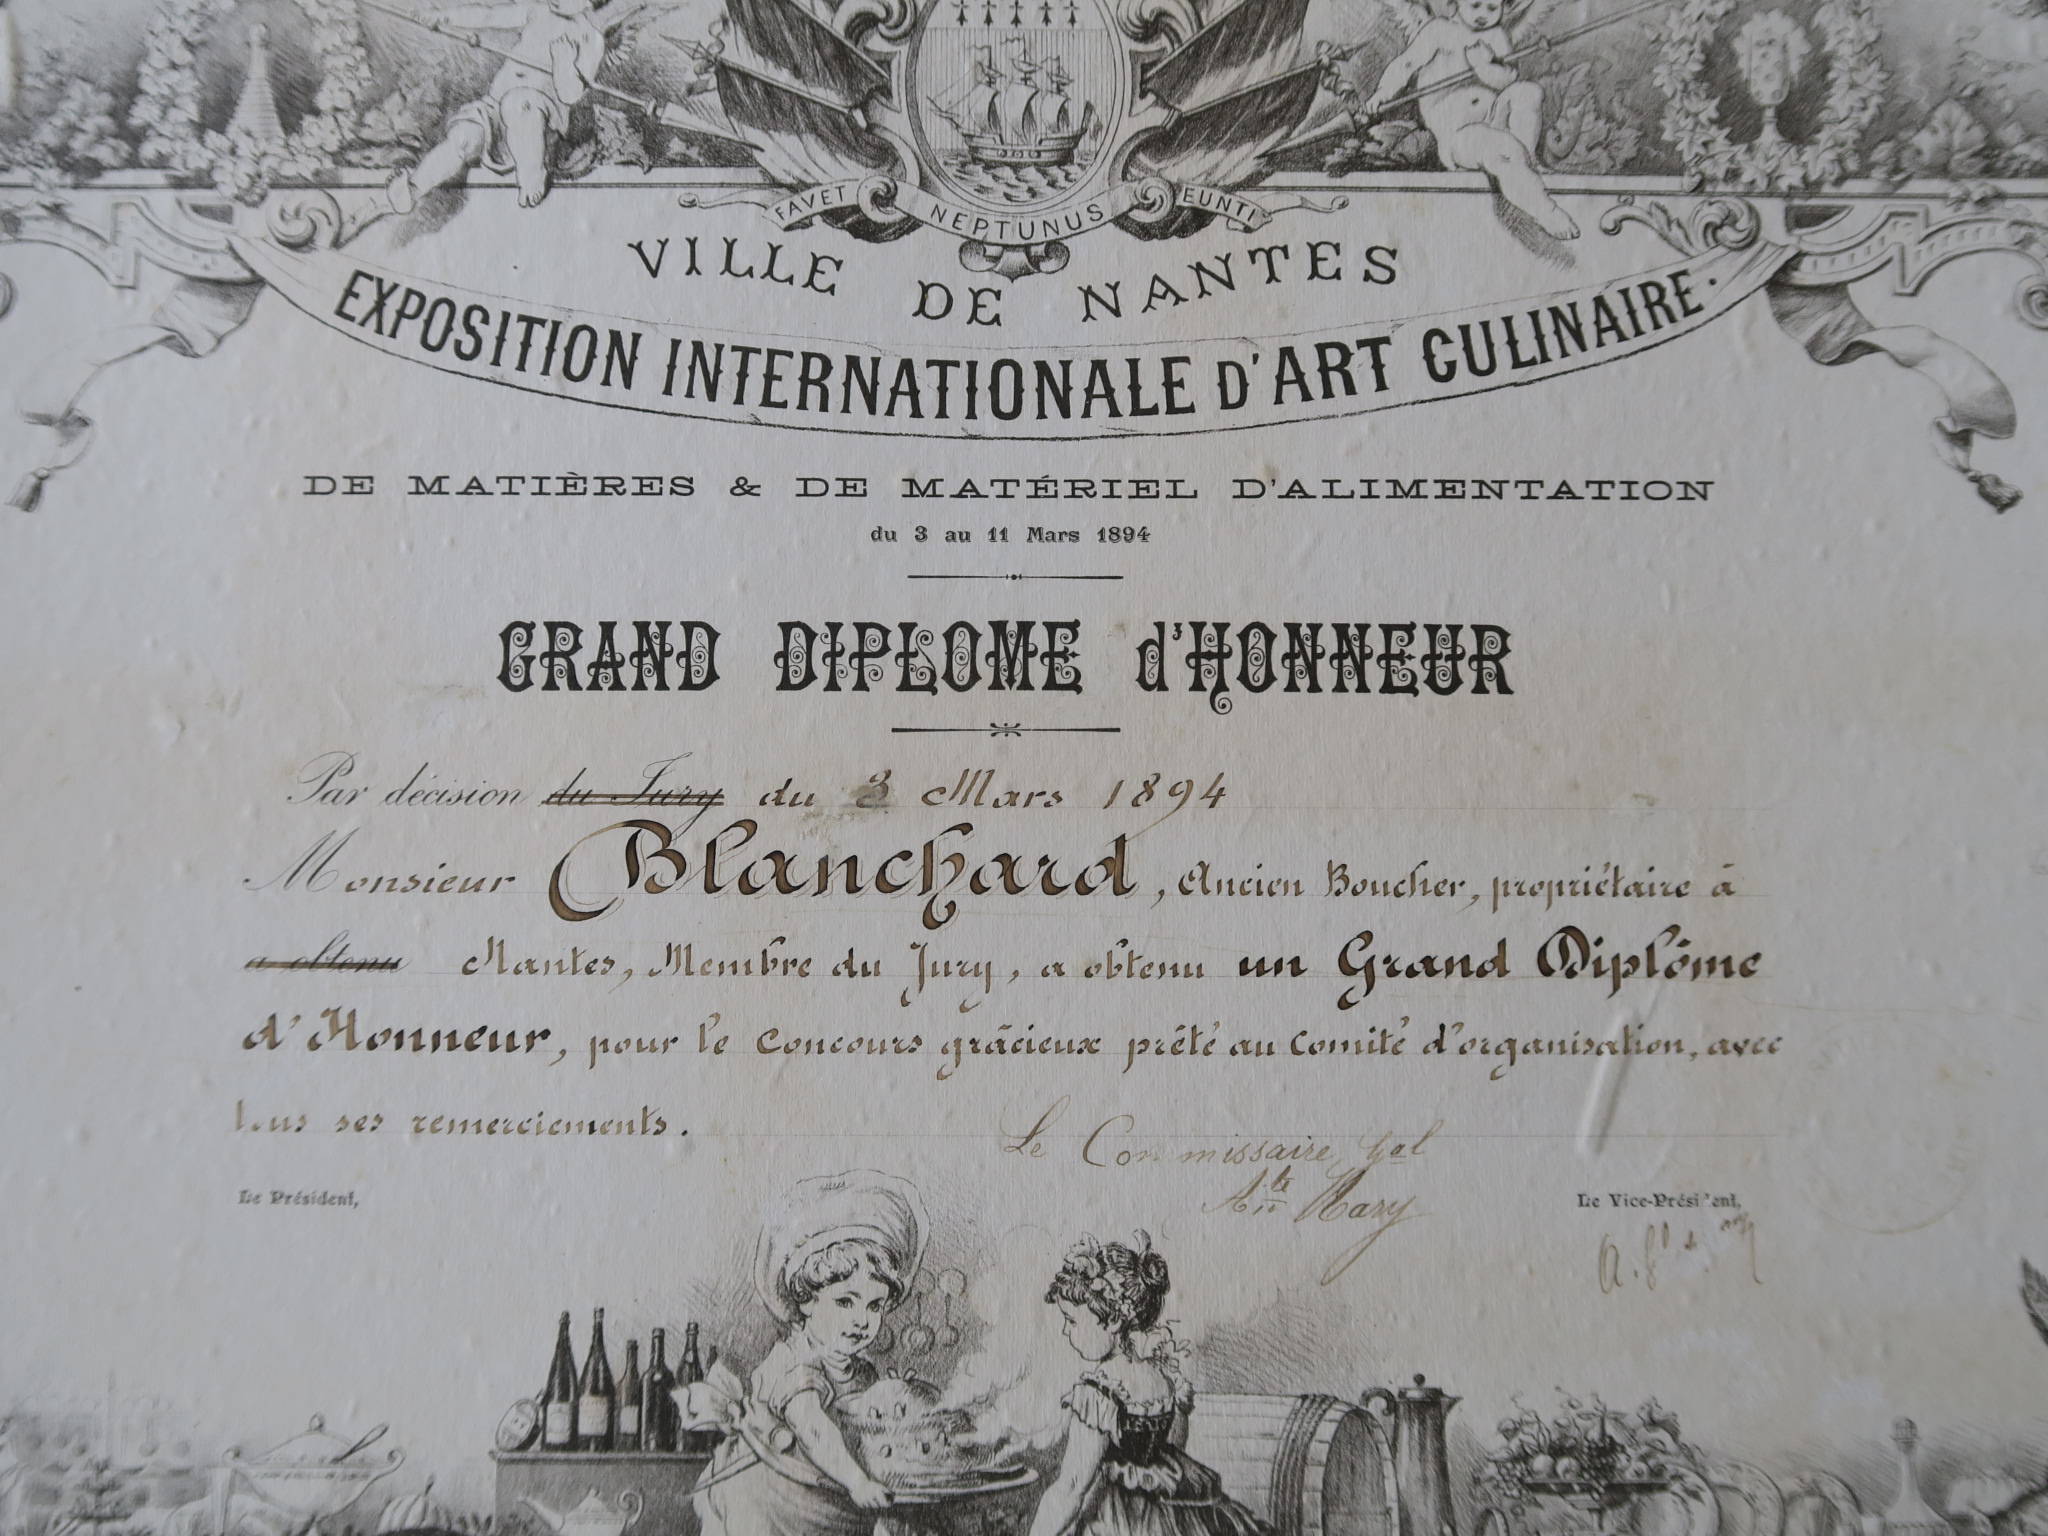 FAVET NEPTUNUS EUNTI
VILLE DE NANTES
EXPOSITION INTERNATIONALE D'ART CULINAIRE.
DE MATIÈRES & DE MATÉRIEL D'ALIMENTATION
du 3 au 11 Mars 1894
GRAND DIPLOME d'HONNEUR
Par décision du Jury du 3 Mars 1894
Monsieur Blanchard, Ancien Boucher, propriétaire à
a obtenu Nantes, Membre du Jury, a obtenu un Grand Diplôme
d'Honneur, pour le concours grâcieux prêté au comité d'organisation, avec
tous ses remerciements.
Le Commissaire Gal
Le Président,
Le Vice-Président,